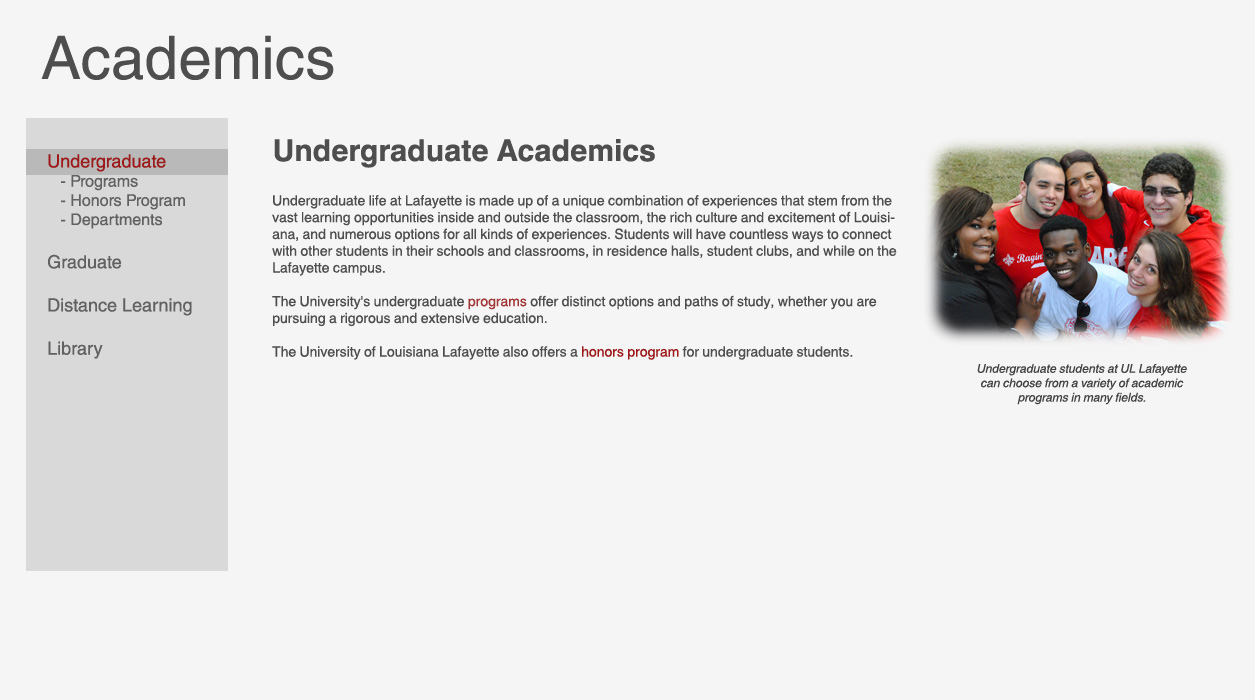 Academics
Undergraduate
- Programs
- Honors Program
- Departments
Graduate
Distance Learning
Library
Undergraduate Academics
Undergraduate life at Lafayette is made up of a unique combination of experiences that stem from the
vast learning opportunities inside and outside the classroom, the rich culture and excitement of Louisi-
ana, and numerous options for all kinds of experiences. Students will have countless ways to connect
with other students in their schools and classrooms, in residence halls, student clubs, and while on the
Lafayette campus.
The University's undergraduate programs offer distinct options and paths of study, whether you are
pursuing a rigorous and extensive education.
The University of Louisiana Lafayette also offers a honors program for undergraduate students.
Ragin
ARE
Undergraduate students at UL Lafayette
can choose from a variety of academic
programs in many fields.